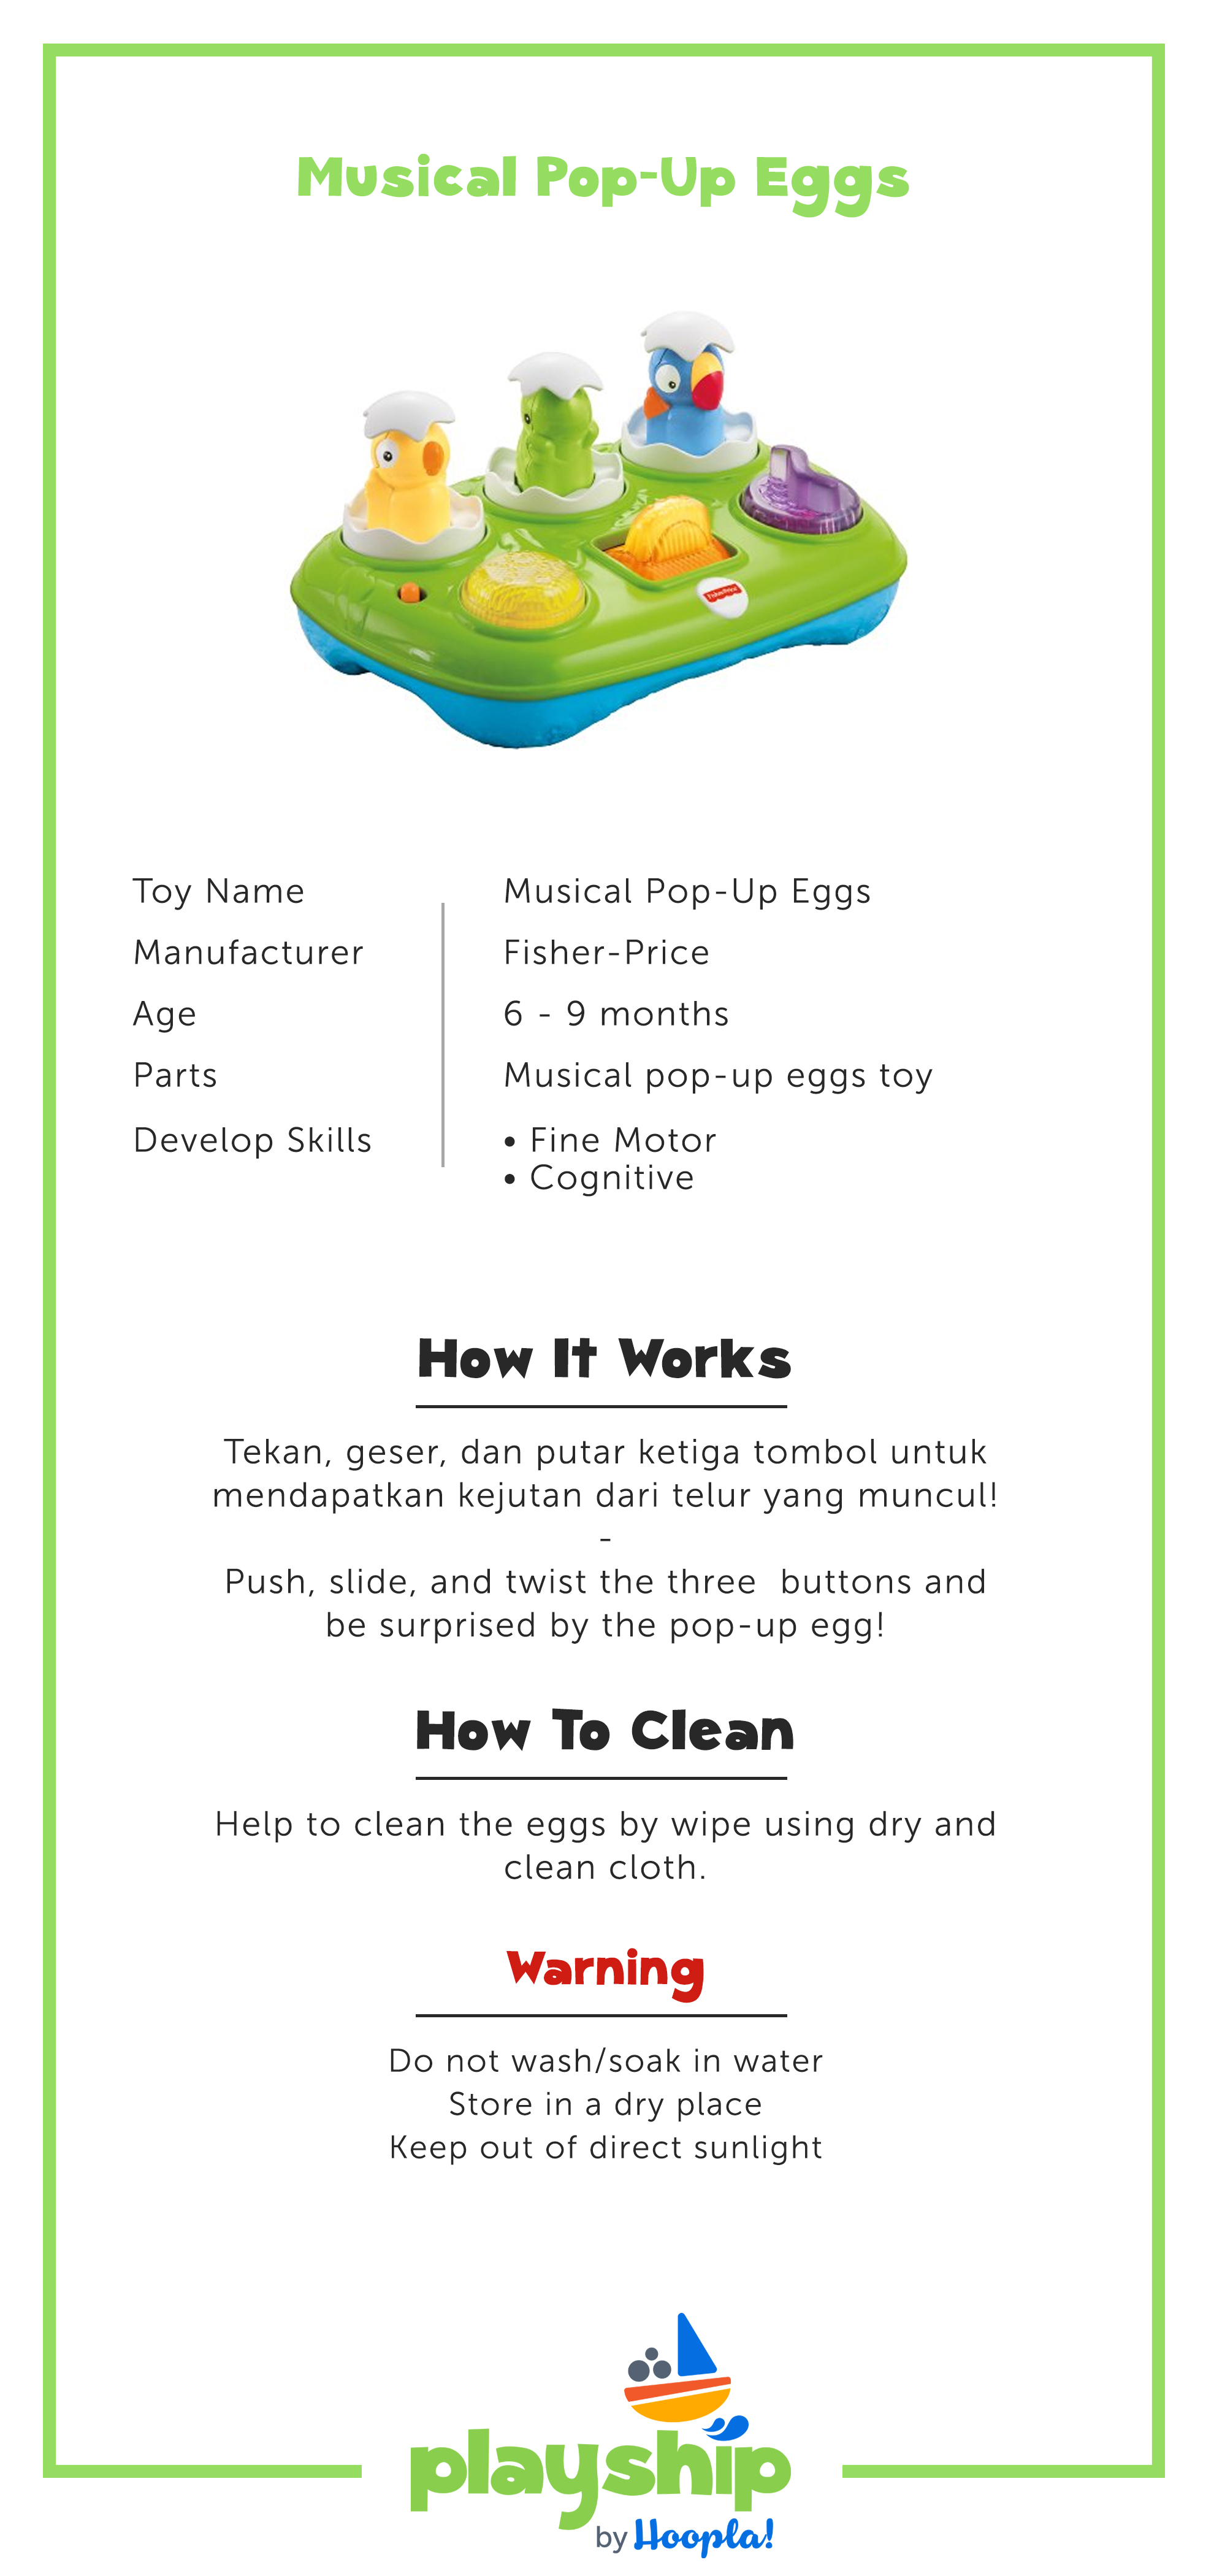 Musical Pop-Up Eggs
Fisher-Price
Toy Name
Musical Pop-Up Eggs
Manufacturer
Fisher-Price
Age
6 - 9 months
Parts
Musical pop-up eggs toy
Develop Skills
• Fine Motor
• Cognitive
How It Works
Tekan, geser, dan putar ketiga tombol untuk
mendapatkan kejutan dari telur yang muncul!
-
Push, slide, and twist the three  buttons and
be surprised by the pop-up egg!
How To Clean
Help to clean the eggs by wipe using dry and
clean cloth.
Warning
Do not wash/soak in water
Store in a dry place
Keep out of direct sunlight
playship
by Hoopla!